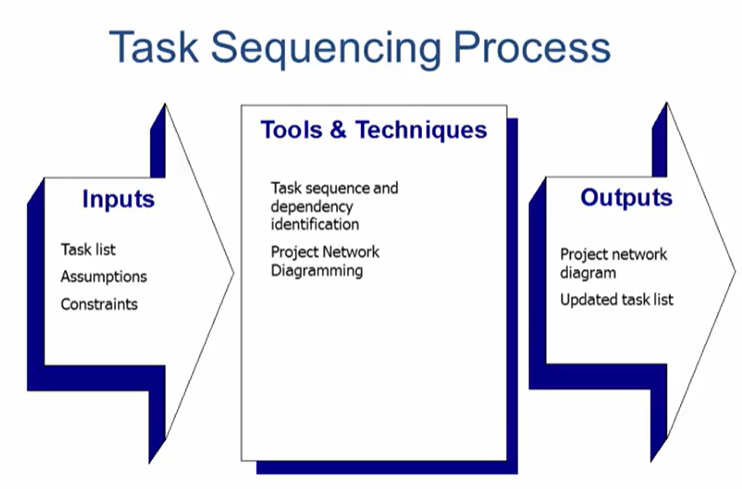 Task Sequencing Process
Inputs
Task list
Assumptions
Constraints
Tools & Techniques
Task sequence and
dependency
identification
Project Network
Diagramming
Outputs
Project network
diagram
Updated task list